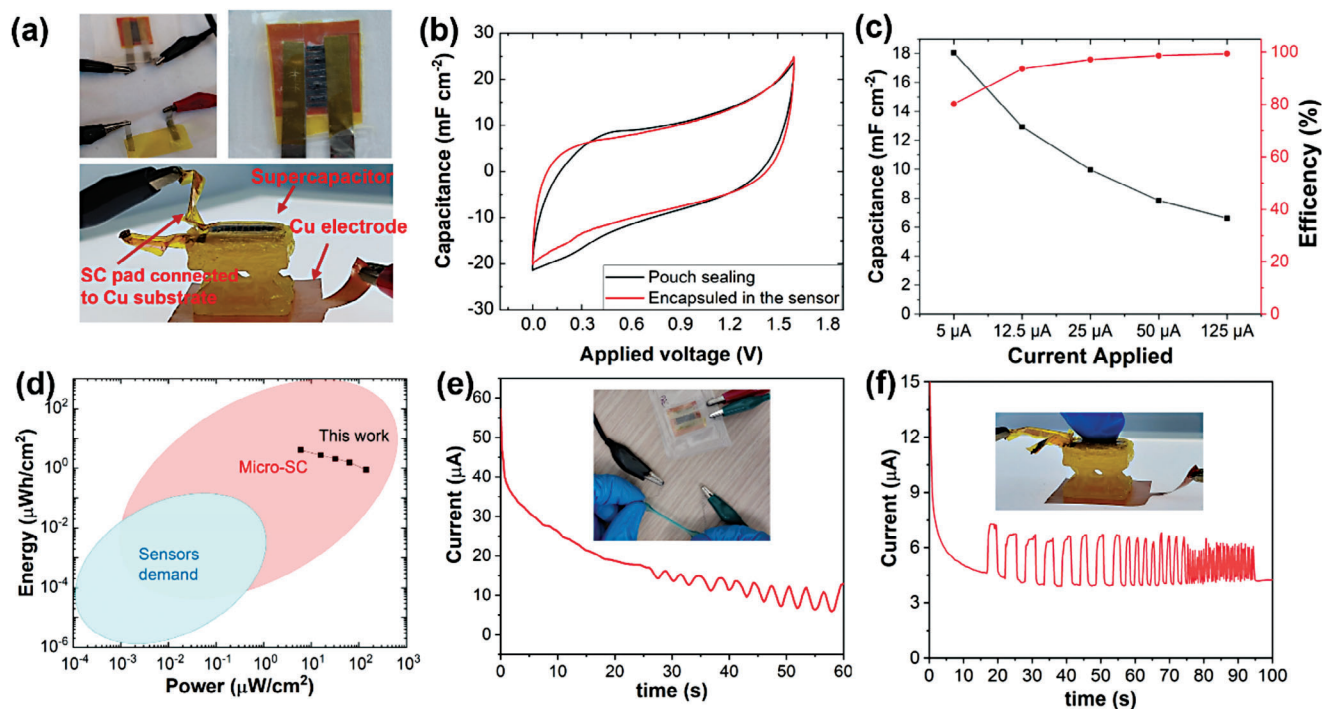 (a)
Supercapacitor
Cu electrode
SC pad connected
to Cu substrate
(b)
30
25
20
10
0
-10
-20
-30
0.0
0.3
0.6
0.9
1.2
1.5
1.8
Capacitance (mF cm-2)
Applied voltage (V)
Pouch sealing
Encapsuled in the sensor
(c)
18
16
14
12
10
8
6
4
2
0
100
80
60
40
20
0
5 µA
12.5 µA
25 µA
50 µA
125 µA
Capacitance (mF cm-2)
Efficency (%)
Current Applied
(d)
10²
10⁰
10⁻²
10⁻⁴
10⁻⁶
10⁻⁴
10⁻³
10⁻²
10⁻¹
10⁰
10¹
10²
10³
Energy (µWh/cm²)
Power (µW/cm²)
This work
Micro-SC
Sensors
demand
(e)
60
50
40
30
20
10
0
0
10
20
30
40
50
60
Current (µA)
time (s)
(f)
15
12
9
6
3
0
0
10
20
30
40
50
60
70
80
90
100
Current (µA)
time (s)